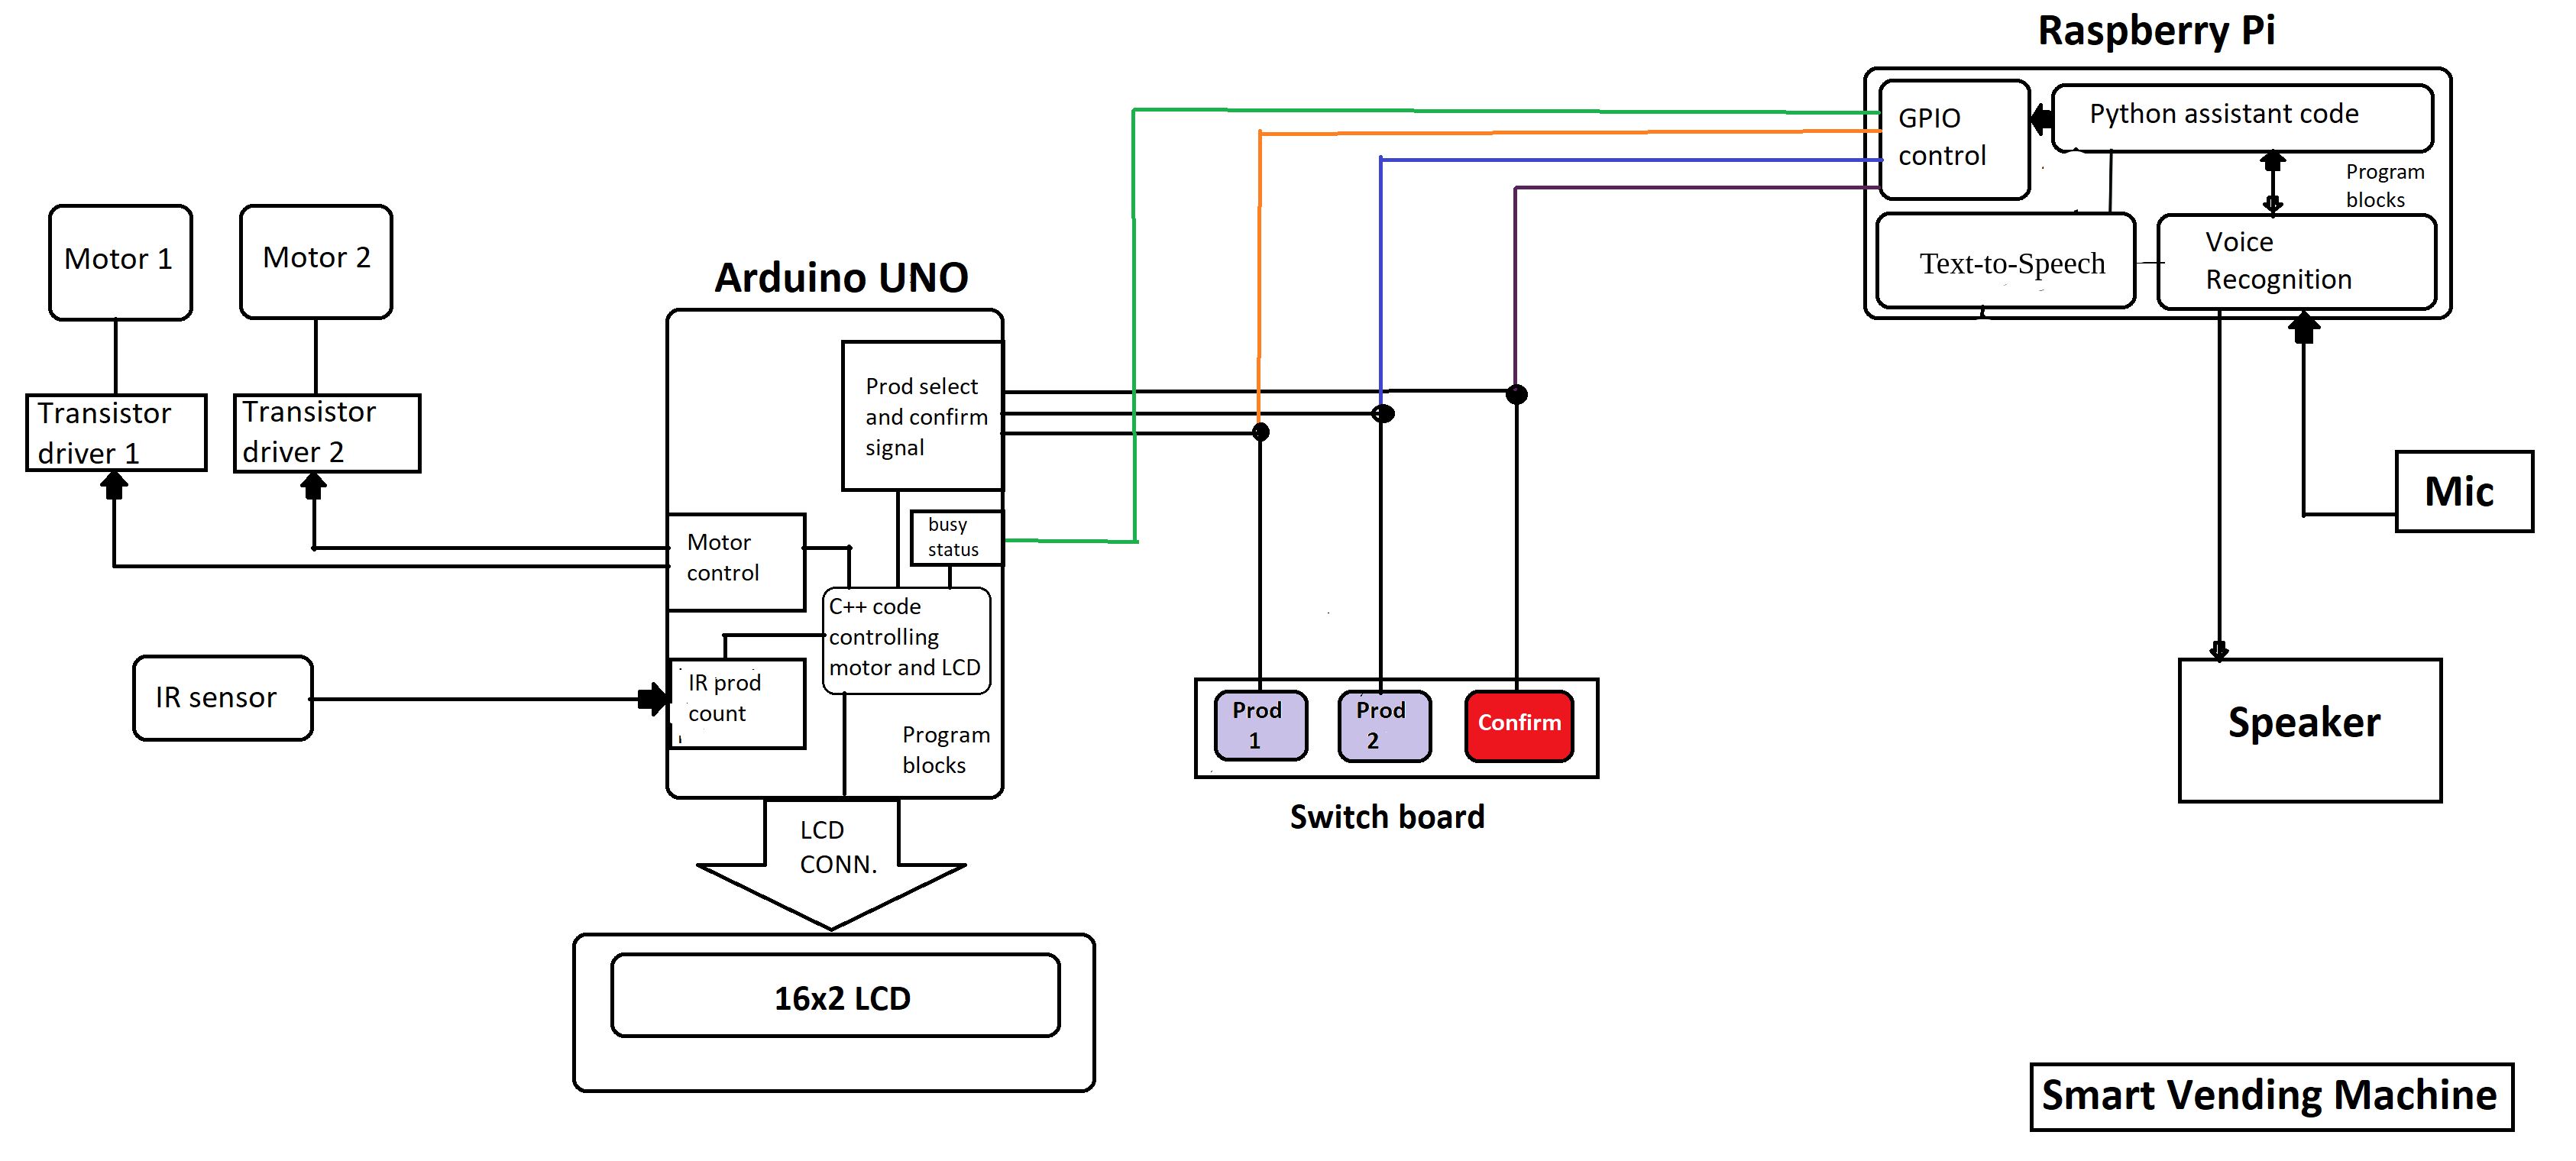 Raspberry Pi
GPIO
control
Python assistant code
Program
blocks
Text-to-Speech
Voice
Recognition
Motor 1
Motor 2
Arduino UNO
Transistor
driver 1
Transistor
driver 2
Prod select
and confirm
signal
busy
status
Motor
control
C++ code
controlling
motor and LCD
IR sensor
IR prod
count
Program
blocks
Mic
Prod
1
Prod
2
Confirm
Switch board
Speaker
LCD
CONN.
16x2 LCD
Smart Vending Machine